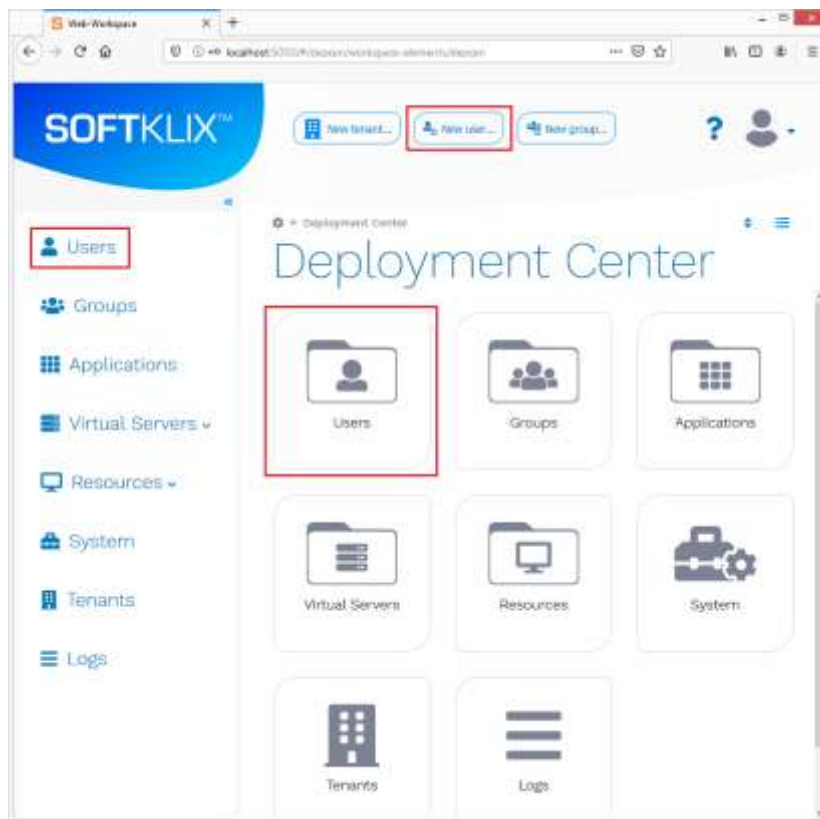 Web-Workspace
SOFTKLIX™
New tenant...
New user...
New group...
?
Users
Groups
Applications
Virtual Servers
Resources
System
Tenants
Logs
Deployment Center
Deployment Center
Users
Groups
Applications
Virtual Servers
Resources
System
Tenants
Logs